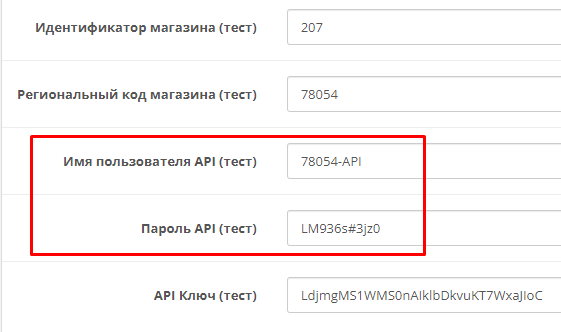 Идентификатор магазина (тест) 207
Региональный код магазина (тест) 78054
Имя пользователя API (тест) 78054-API
Пароль API (тест) LM936s#3jz0
API Ключ (тест) LdjmgMS1WMS0nAIklbDkvuKT7WxaJIoC